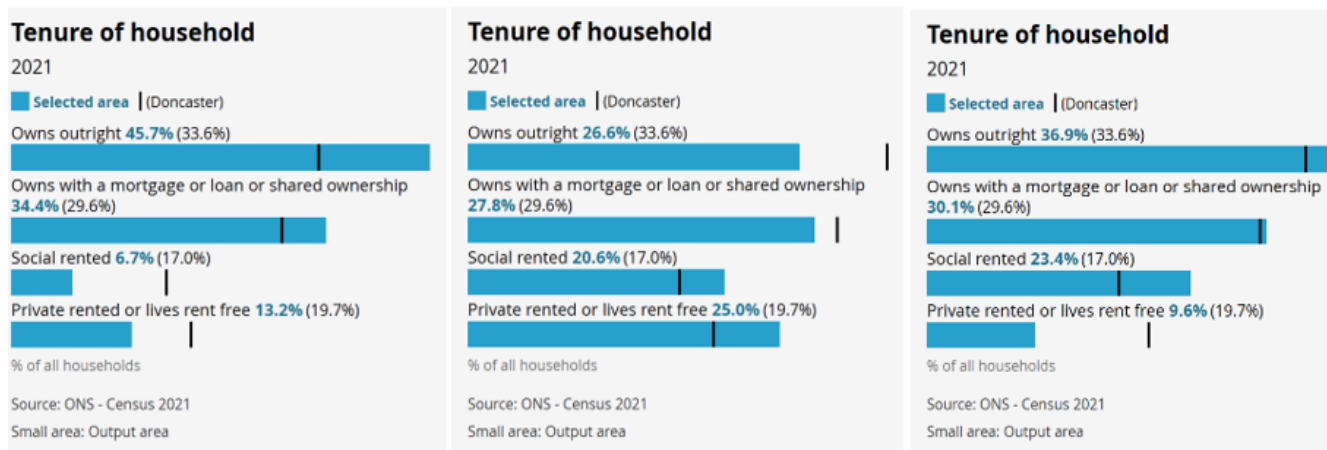 Tenure of household
2021
Selected area (Doncaster)
Owns outright 45.7% (33.6%)
Owns with a mortgage or loan or shared ownership
34.4% (29.6%)
Social rented 6.7% (17.0%)
Private rented or lives rent free 13.2% (19.7%)
% of all households
Source: ONS - Census 2021
Small area: Output area
Tenure of household
2021
Selected area (Doncaster)
Owns outright 26.6% (33.6%)
Owns with a mortgage or loan or shared ownership
27.8% (29.6%)
Social rented 20.6% (17.0%)
Private rented or lives rent free 25.0% (19.7%)
% of all households
Source: ONS - Census 2021
Small area: Output area
Tenure of household
2021
Selected area (Doncaster)
Owns outright 36.9% (33.6%)
Owns with a mortgage or loan or shared ownership
30.1% (29.6%)
Social rented 23.4% (17.0%)
Private rented or lives rent free 9.6% (19.7%)
% of all households
Source: ONS - Census 2021
Small area: Output area